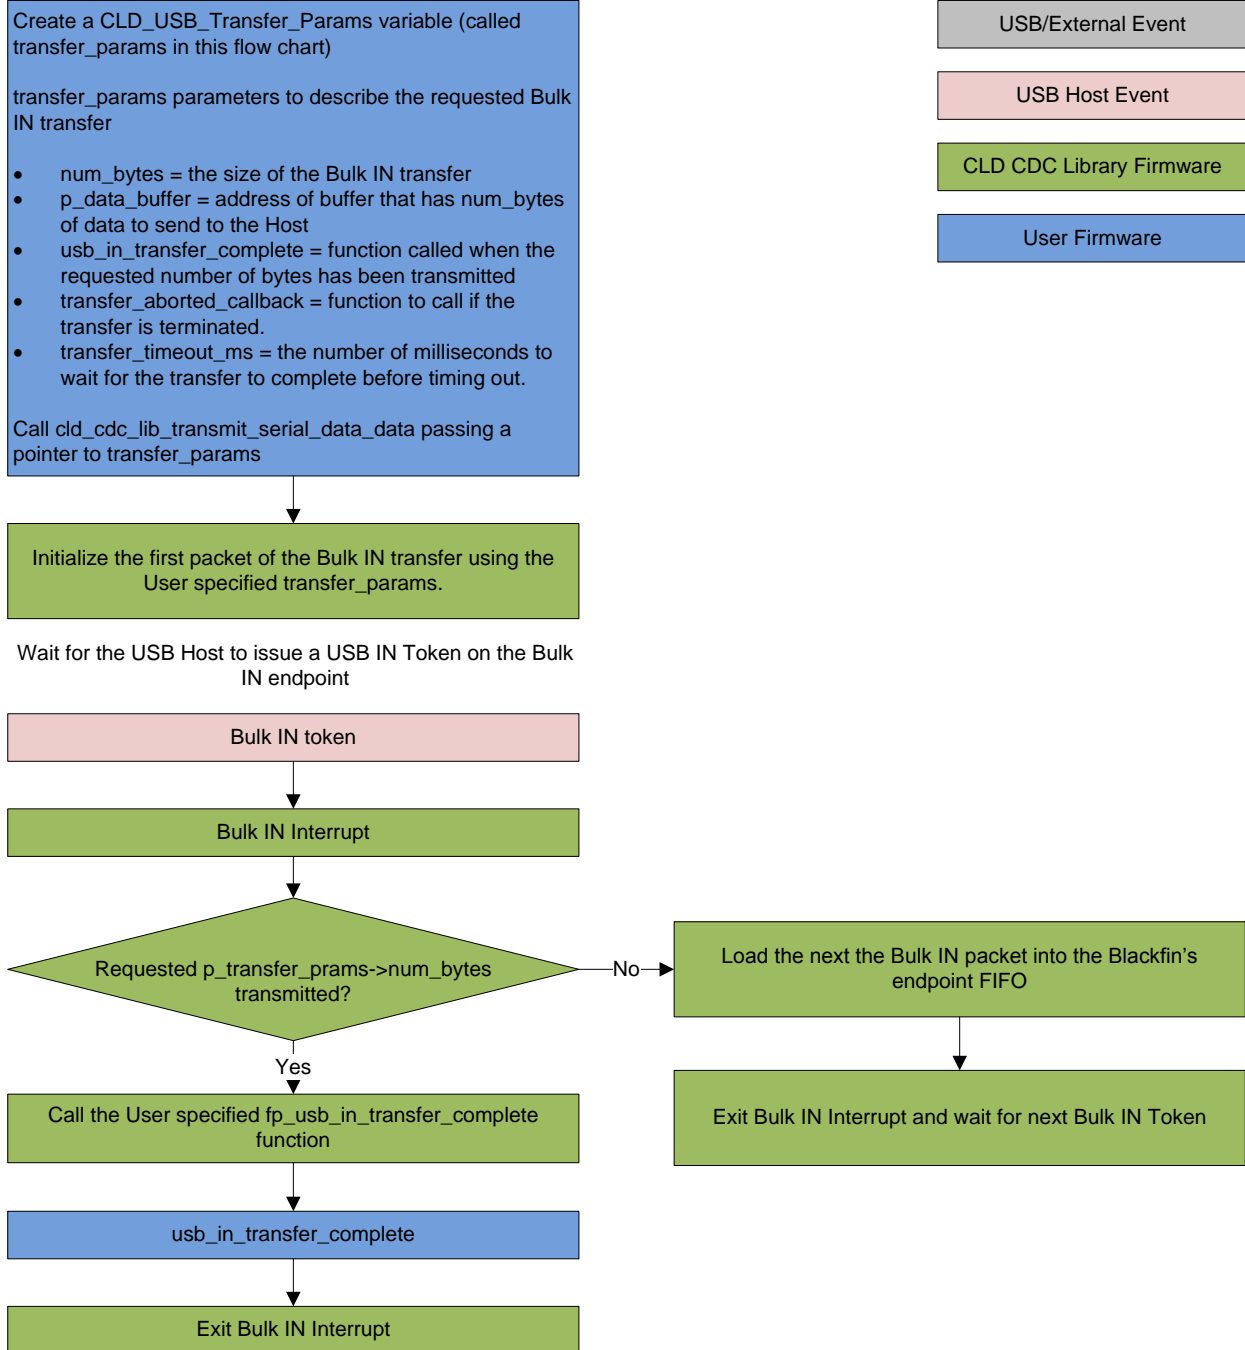 Create a CLD_USB_Transfer_Params variable (called
transfer_params in this flow chart)
transfer_params parameters to describe the requested Bulk
IN transfer
• num_bytes = the size of the Bulk IN transfer
• p_data_buffer = address of buffer that has num_bytes
of data to send to the Host
• usb_in_transfer_complete = function called when the
requested number of bytes has been transmitted
• transfer_aborted_callback = function to call if the
transfer is terminated.
• transfer_timeout_ms = the number of milliseconds to
wait for the transfer to complete before timing out.
Call cld_cdc_lib_transmit_serial_data_data passing a
pointer to transfer_params
USB/External Event
USB Host Event
CLD CDC Library Firmware
User Firmware
Initialize the first packet of the Bulk IN transfer using the
User specified transfer_params.
Wait for the USB Host to issue a USB IN Token on the Bulk
IN endpoint
Bulk IN token
Bulk IN Interrupt
Requested p_transfer_prams->num_bytes
transmitted?
No
Load the next the Bulk IN packet into the Blackfin’s
endpoint FIFO
Exit Bulk IN Interrupt and wait for next Bulk IN Token
Yes
Call the User specified fp_usb_in_transfer_complete
function
usb_in_transfer_complete
Exit Bulk IN Interrupt